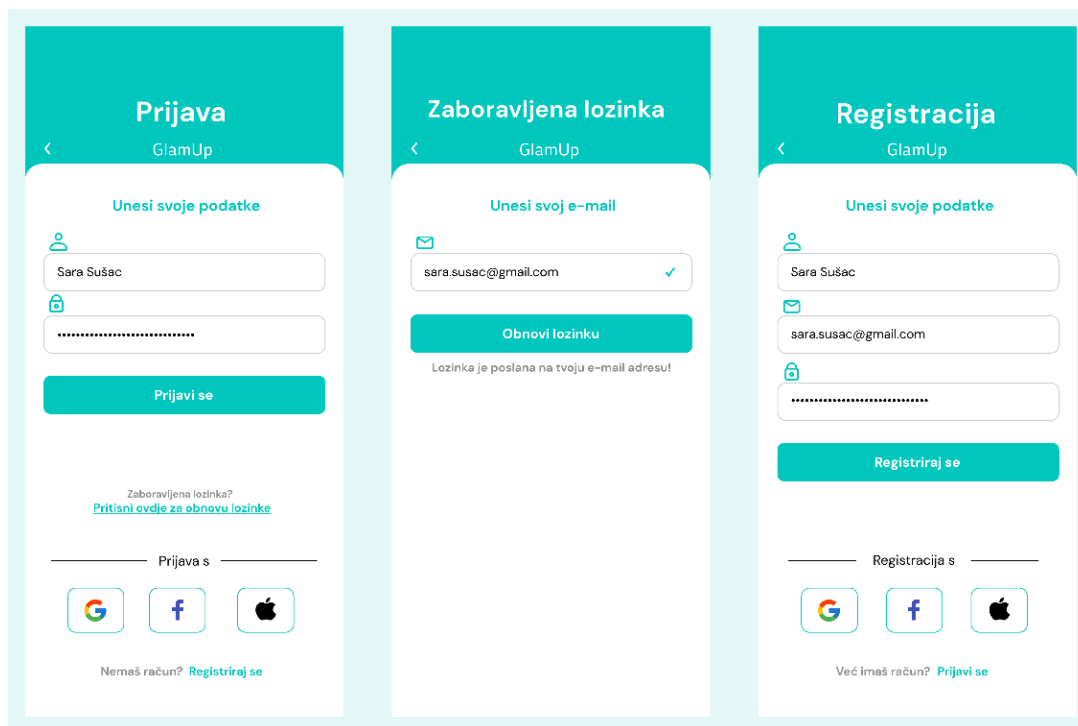 Prijava
GlamUp
Unesi svoje podatke
Sara Sušac
Prijavi se
Zaboravljena lozinka?
Pritisni ovdje za obnovu lozinke
Prijava s
Nemaš račun? Registriraj se
Zaboravljena lozinka
GlamUp
Unesi svoj e-mail
sara.susac@gmail.com
Obnovi lozinku
Lozinka je poslana na tvoju e-mail adresu!
Registracija
GlamUp
Unesi svoje podatke
Sara Sušac
sara.susac@gmail.com
Registriraj se
Registracija s
Već imaš račun? Prijavi se